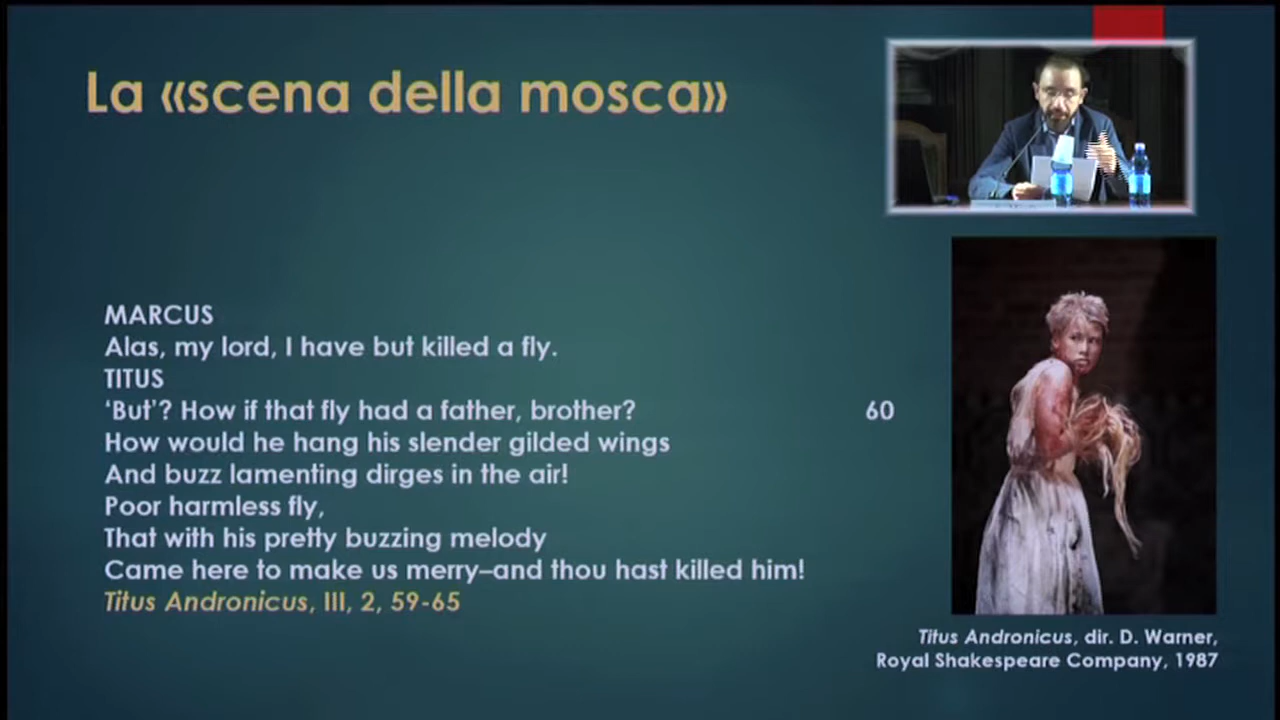 La «scena della mosca»
MARCUS
Alas, my lord, I have but killed a fly.
TITUS
‘But’? How if that fly had a father, brother? 60
How would he hang his slender gilded wings
And buzz lamenting dirges in the air!
Poor harmless fly,
That with his pretty buzzing melody
Came here to make us merry–and thou hast killed him!
Titus Andronicus, III, 2, 59-65
Titus Andronicus, dir. D. Warner,
Royal Shakespeare Company, 1987